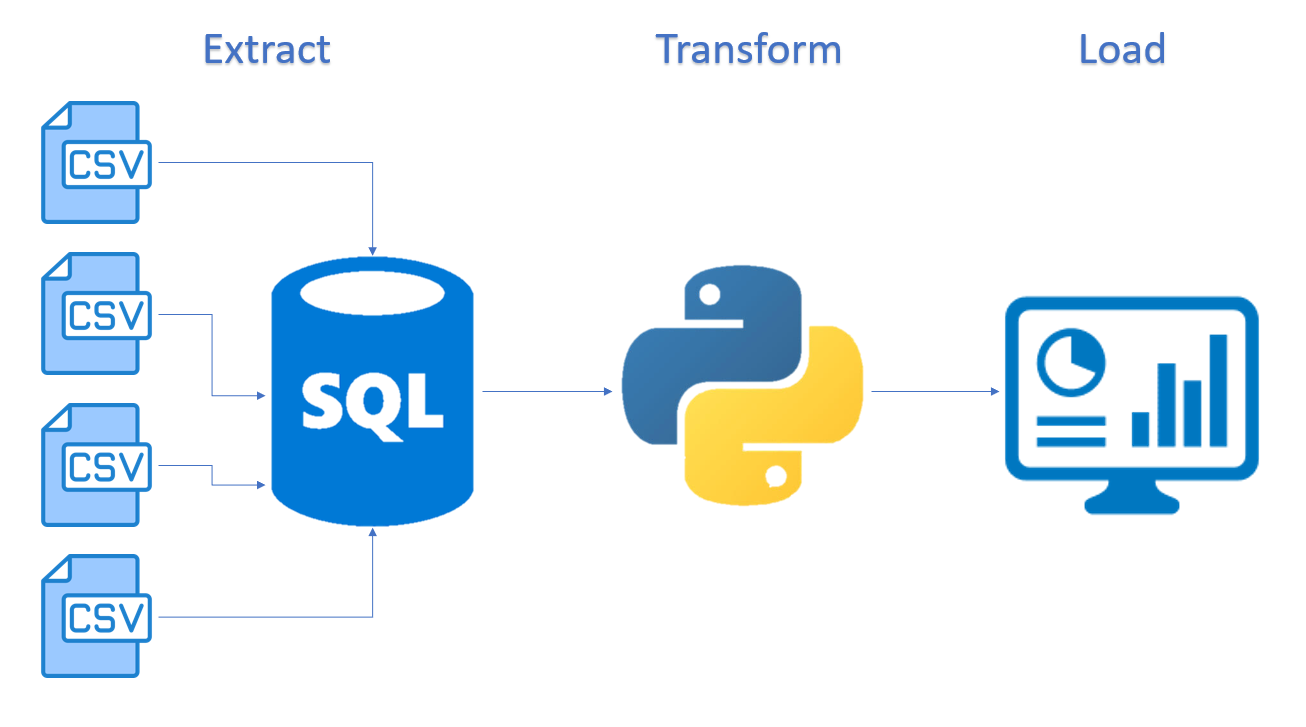 Extract
Transform
Load
CSV
CSV
SQL
CSV
CSV